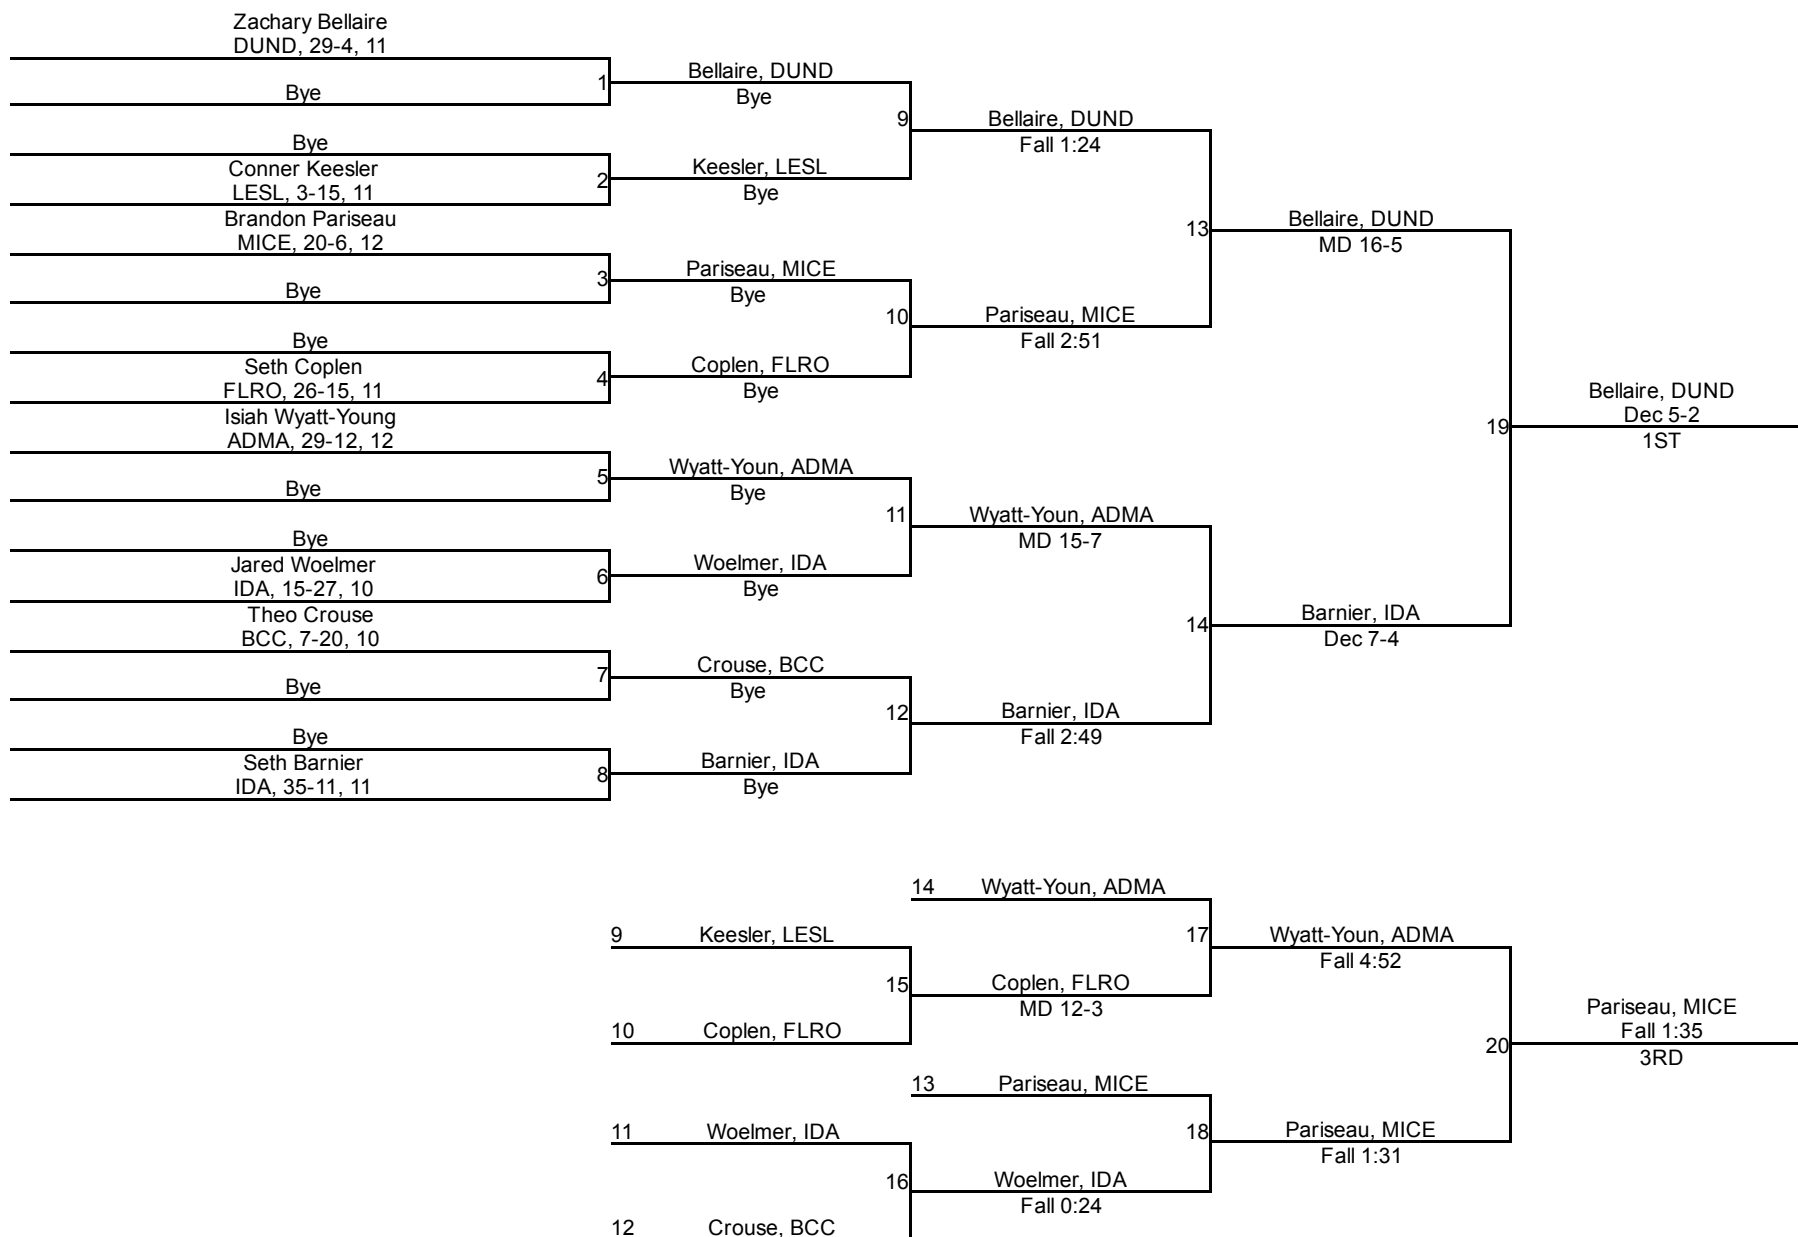 Zachary Bellaire
DUND, 29-4, 11
1
Bye
Bye
Conner Keesler
LESL, 3-15, 11
2
Brandon Pariseau
MICE, 20-6, 12
3
Bye
Bye
Seth Coplen
FLRO, 26-15, 11
4
Isiah Wyatt-Young
ADMA, 29-12, 12
5
Bye
Bye
Jared Woelmer
IDA, 15-27, 10
6
Theo Crouse
BCC, 7-20, 10
7
Bye
Bye
Seth Barnier
IDA, 35-11, 11
8
Bellaire, DUND
Bye
9
Keesler, LESL
Bye
Pariseau, MICE
Bye
10
Coplen, FLRO
Bye
Wyatt-Youn, ADMA
Bye
11
Woelmer, IDA
Bye
Crouse, BCC
Bye
12
Barnier, IDA
Bye
Bellaire, DUND
Fall 1:24
13
Pariseau, MICE
Fall 2:51
Wyatt-Youn, ADMA
MD 15-7
14
Barnier, IDA
Fall 2:49
Bellaire, DUND
MD 16-5
19
Barnier, IDA
Dec 7-4
Bellaire, DUND
Dec 5-2
1ST
14 Wyatt-Youn, ADMA
9 Keesler, LESL
17
15
10 Coplen, FLRO
Coplen, FLRO
MD 12-3
13 Pariseau, MICE
11 Woelmer, IDA
18
16
12 Crouse, BCC
Woelmer, IDA
Fall 0:24
Wyatt-Youn, ADMA
Fall 4:52
20
Pariseau, MICE
Fall 1:31
Pariseau, MICE
Fall 1:35
3RD